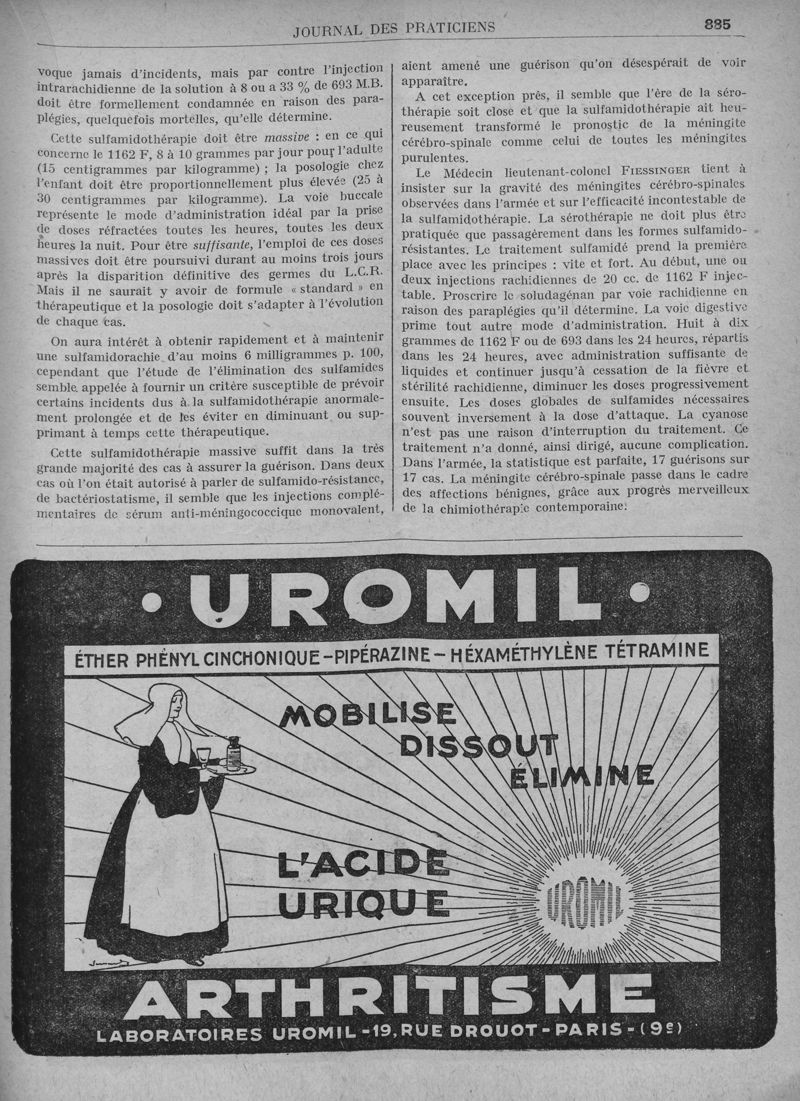 JOURNAL DES PRATICIENS
885
voque jamais d'incidents, mais par contre l'injection
intrarachidienne de la solution à 8 ou a 33 % de 693 M.B.
doit être formellement condamnée en raison des para-
plégies, quelquefois mortelles, qu'elle détermine.
Cette sulfamidothérapie doit être massive : en ce qui
concerne le 1162 F, 8 à 10 grammes par jour pour l'adulte
(15 centigrammes par kilogramme) ; la posologie chez
l'enfant doit être proportionnellement plus élevée (25 à
30 centigrammes par kilogramme). La voie buccale
représente le mode d'administration idéal par la prise
de doses réfractées toutes les heures, toutes les deux
heures la nuit. Pour être suffisante, l'emploi de ces doses
massives doit être poursuivi durant au moins trois jours
après la disparition définitive des germes du L.C.R.
Mais il ne saurait y avoir de formule « standard » en
thérapeutique et la posologie doit s'adapter à l'évolution
de chaque cas.
On aura intérêt à obtenir rapidement et à maintenir
une sulfamidorachie d'au moins 6 milligrammes p. 100,
cependant que l'étude de l'élimination des sulfamides
semble appelée à fournir un critère susceptible de prévoir
certains incidents dus à la sulfamidothérapie anormale-
ment prolongée et de les éviter en diminuant ou sup-
primant à temps cette thérapeutique.
Cette sulfamidothérapie massive suffit dans la très
grande majorité des cas à assurer la guérison. Dans deux
cas où l'on était autorisé à parler de sulfamido-résistance,
de bactériostatisme, il semble que les injections complé-
mentaires de sérum anti-méningococcique monovalent,
aient amené une guérison qu'on désespérait de voir
apparaître.
A cet exception près, il semble que l'ère de la séro-
thérapie soit close et que la sulfamidothérapie ait heu-
reusement transformé le pronostic de la méningite
cérébro-spinale comme celui de toutes les méningites
purulentes.
Le Médecin lieutenant-colonel FIESSINGER tient à
insister sur la gravité des méningites cérébro-spinales
observées dans l'armée et sur l'efficacité incontestable de
la sulfamidothérapie. La sérothérapie ne doit plus être
pratiquée que passagèrement dans les formes sulfamido-
résistantes. Le traitement sulfamidé prend la première
place avec les principes : vite et fort. Au début, une ou
deux injections rachidiennes de 20 cc. de 1162 F injec-
table. Proscrire le soludagénan par voie rachidienne en
raison des paraplégies qu'il détermine. La voie digestive
prime tout autre mode d'administration. Huit à dix
grammes de 1162 F ou de 693 dans les 24 heures, répartis
dans les 24 heures, avec administration suffisante de
liquides et continuer jusqu'à cessation de la fièvre et
stérilité rachidienne, diminuer les doses progressivement
ensuite. Les doses globales de sulfamides nécessaires
souvent inversement à la dose d'attaque. La cyanose
n'est pas une raison d'interruption du traitement. Ce
traitement n'a donné, ainsi dirigé, aucune complication.
Dans l'armée, la statistique est parfaite, 17 guérisons sur
17 cas. La méningite cérébro-spinale passe dans le cadre
des affections bénignes, grâce aux progrès merveilleux
de la chimiothérapie contemporaine.
• UROMIL •
ÉTHER PHÉNYL CINCHONIQUE-PIPÉRAZINE-HÉXAMÉTHYLÈNE TÉTRAMINE
MOBILISE
DISSOUT
ÉLIMINE
L'ACIDE
URIQUE
UROMIL
ARTHRITISME
LABORATOIRES UROMIL-19, RUE DROUOT-PARIS-(9e)